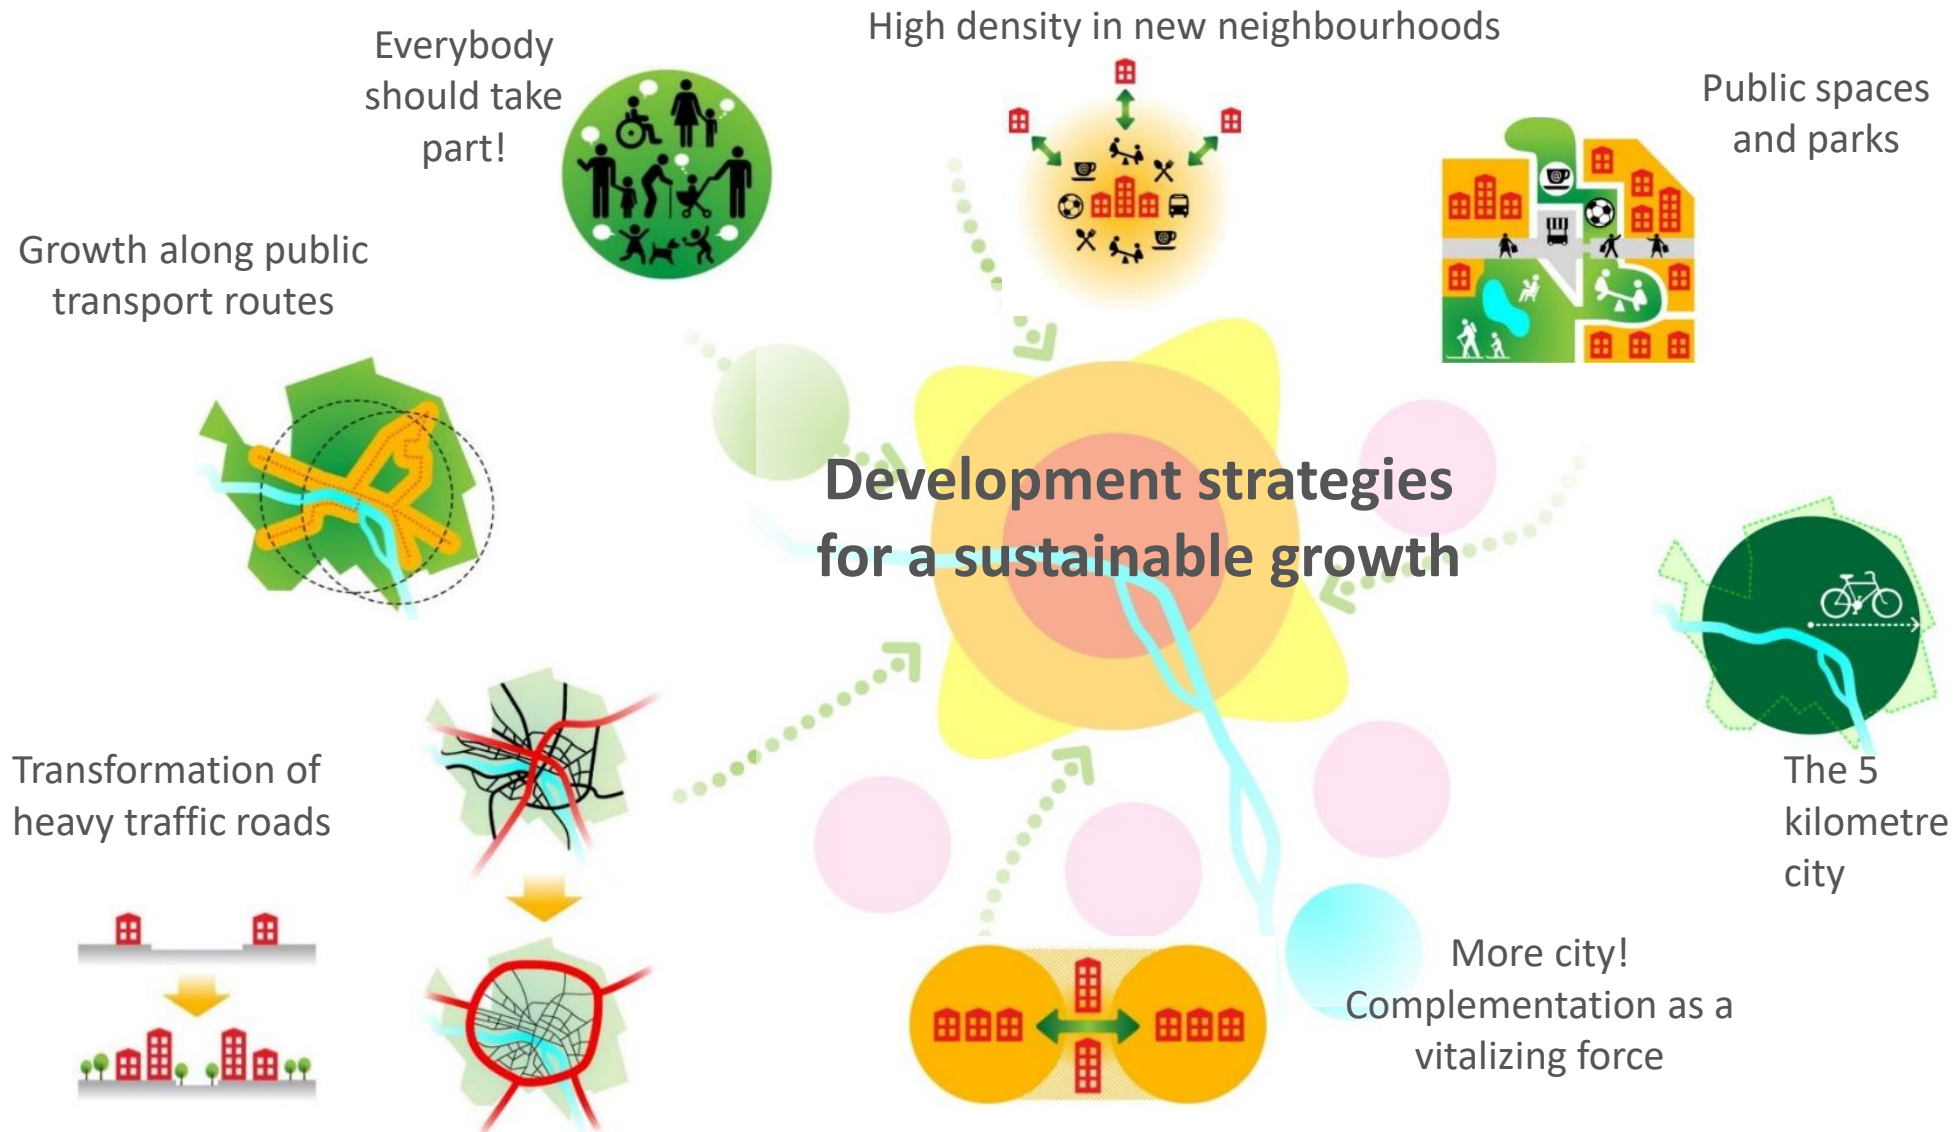 High density in new neighbourhoods
Everybody
should take
part!
Public spaces
and parks
Growth along public
transport routes
Development strategies
for a sustainable growth
Transformation of
heavy traffic roads
The 5
kilometre
city
More city!
Complementation as a
vitalizing force